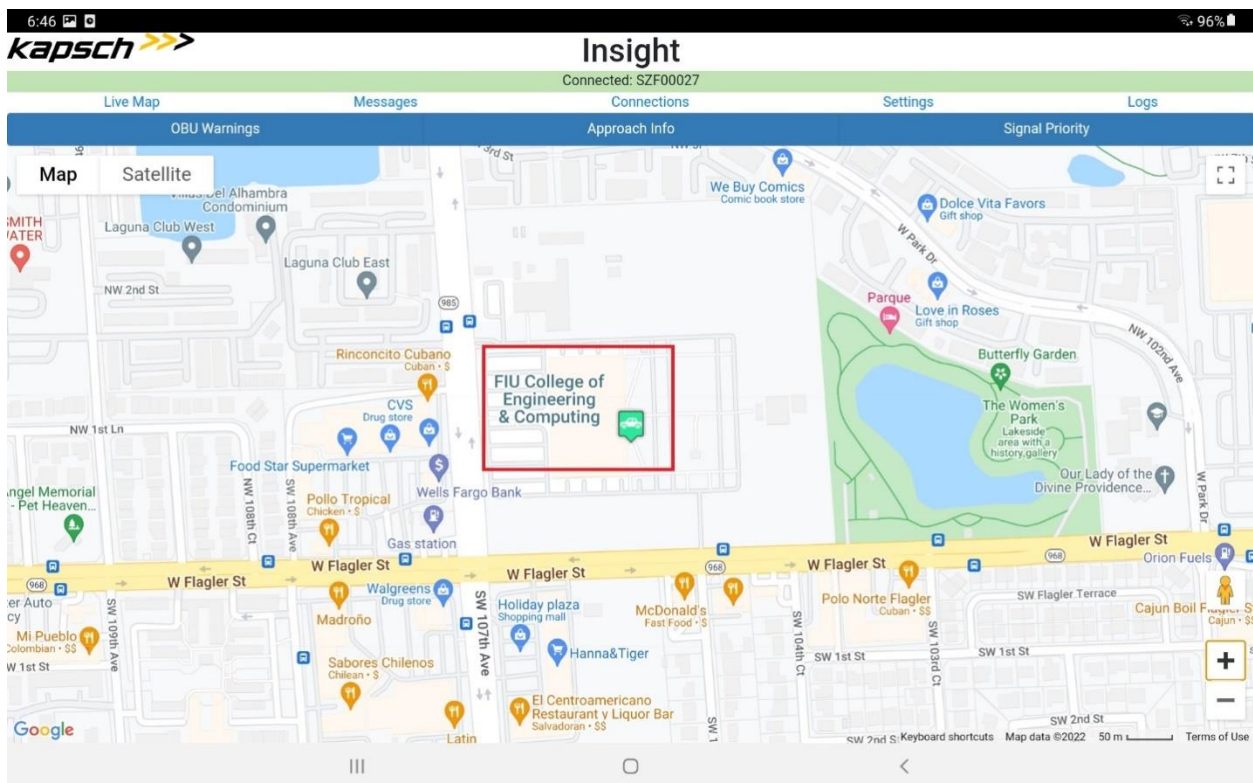 6:46
96%
kapsch >>>
Insight
Connected: SZF00027
Live Map
Messages
Connections
Settings
Logs
OBU Warnings
Approach Info
Signal Priority
Map
Satellite
3rd St
We Buy Comics
Comic book store
Dolce Vita Favors
Gift shop
Condominium
Laguna Club West
Laguna Club East
W Park Dr
NW 2nd St
985
Parque
Love in Roses
Gift shop
NW 102nd Ave
Rinconcito Cubano
Cuban • $
Butterfly Garden
FIU College of
Engineering
& Computing
CVS
Drug store
The Women's
Park
Lakeside
area with a
history,gallery
NW 1st Ln
Food Star Supermarket
NW 108th Ct
SW 108th Ave
Pollo Tropical
Chicken • $
Wells Fargo Bank
Our Lady of the
Divine Providence...
W Park Dr
- Pet Heaven...
Gas station
W Flagler St
Orion Fuels
968
W Flagler St
W Flagler St
W Flagler St
W Flagler St
968
968
Walgreens
Drug store
SW 107th Ave
Holiday plaza
Shopping mall
McDonald's
Fast Food • $
Polo Norte Flagler
Cuban • $$
SW Flagler Terrace
Cajun Boil
Cajun • $$
Madroño
SW 109th Ave
Mi Pueblo
Colombian • $$
W 1st St
Hanna&Tiger
SW 104th Ct
SW 1st St
SW 103rd Ct
SW 1st St
Sabores Chilenos
Chilean • $
El Centroamericano
Restaurant y Liquor Bar
Salvadoran • $$
Latin
SW 2nd St
SW 2nd S
Google
Keyboard shortcuts
Map data ©2022
50 m
Terms of Use